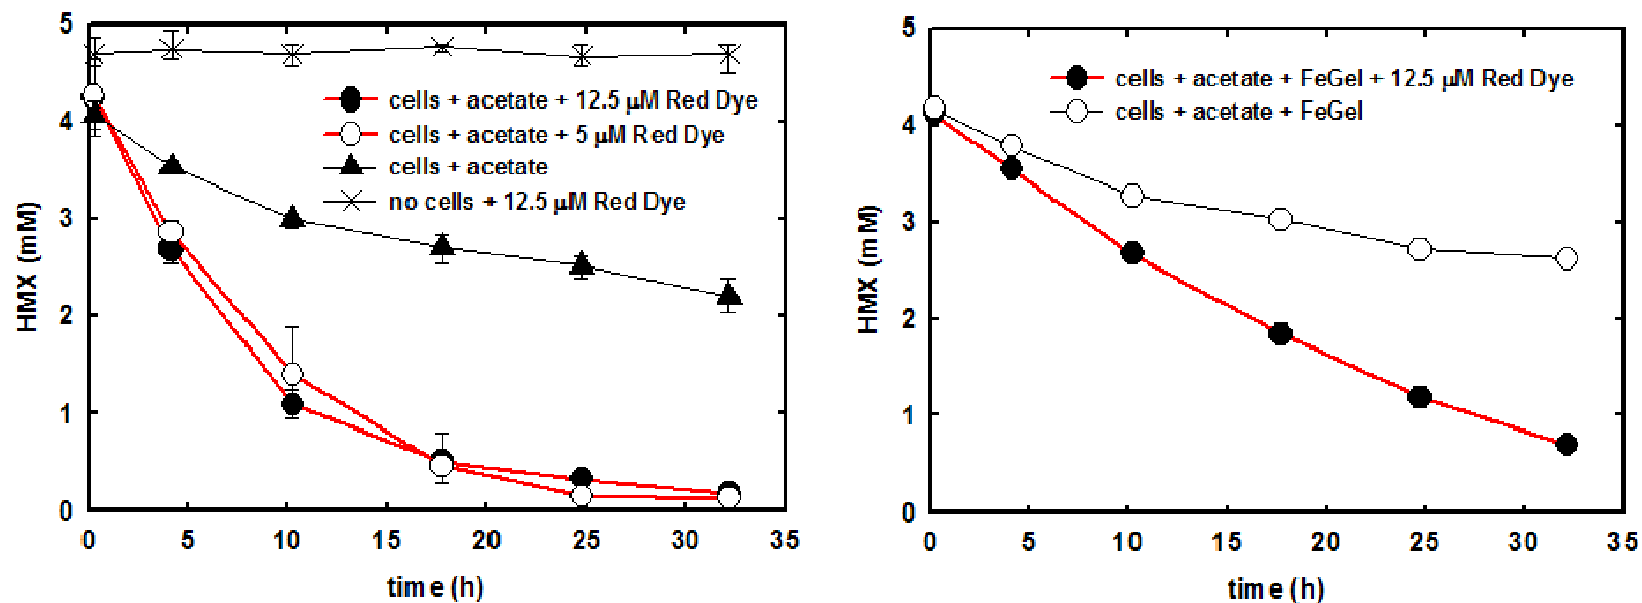 5
4
3
2
1
0
HMX (mM)
cells + acetate + 12.5 μM Red Dye
cells + acetate + 5 μM Red Dye
cells + acetate
no cells + 12.5 μM Red Dye
0 5 10 15 20 25 30 35
time (h)
5
4
3
2
1
0
HMX (mM)
cells + acetate + FeGel + 12.5 μM Red Dye
cells + acetate + FeGel
0 5 10 15 20 25 30 35
time (h)